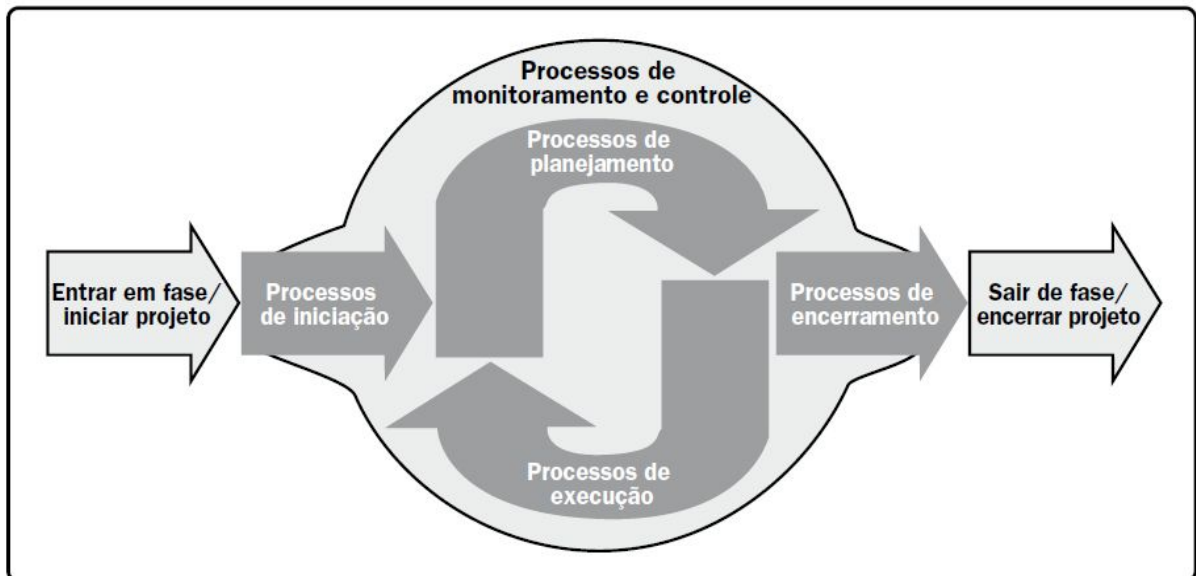 Processos de
monitoramento e controle
Processos de
planejamento
Entrar em fase/
iniciar projeto
Processos
de iniciação
Processos de
encerramento
Sair de fase/
encerrar projeto
Processos de
execução